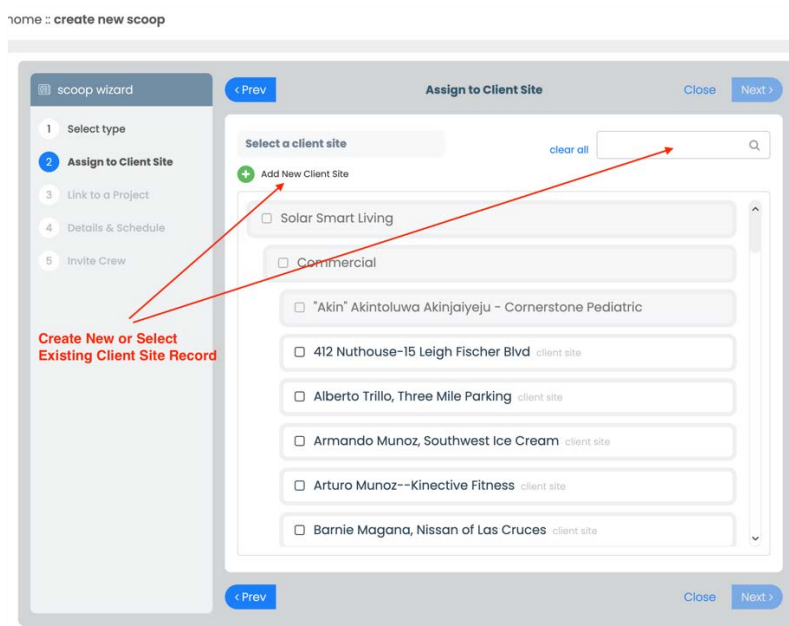 home :: create new scoop
scoop wizard
< Prev
Assign to Client Site
Close
Next >
1 Select type
2 Assign to Client Site
3 Link to a Project
4 Details & Schedule
5 Invite Crew
Select a client site
clear all
Add New Client Site
Solar Smart Living
Commercial
"Akin" Akintoluwa Akinjaiyeju - Cornerstone Pediatric
412 Nuthouse-15 Leigh Fischer Blvd client site
Alberto Trillo, Three Mile Parking client site
Armando Munoz, Southwest Ice Cream client site
Arturo Munoz--Kinective Fitness client site
Barnie Magana, Nissan of Las Cruces client site
Create New or Select
Existing Client Site Record
< Prev
Close
Next >